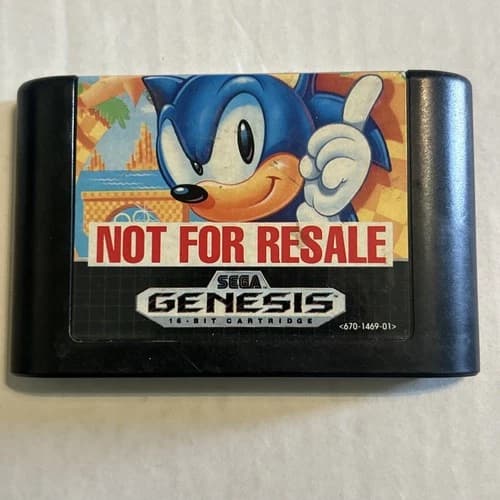 NOT FOR RESALE
SEGA
GENESIS
16-BIT CARTRIDGE
<670-1469-01>